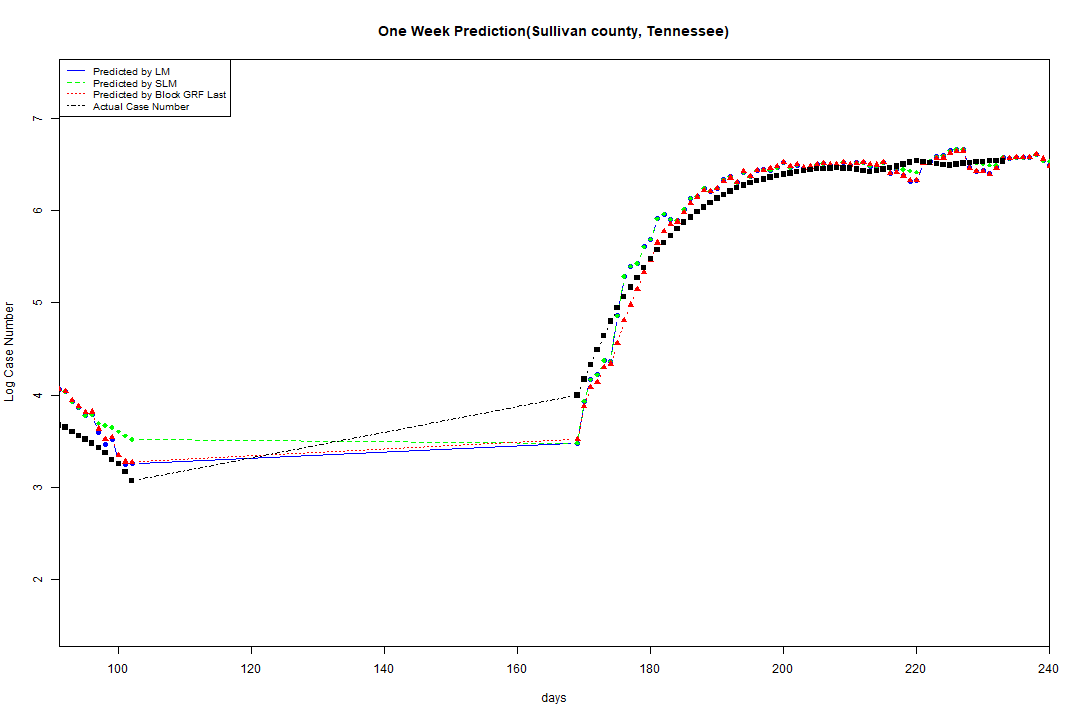 One Week Prediction(Sullivan county, Tennessee)
Predicted by LM
Predicted by SLM
Predicted by Block GRF Last
Actual Case Number
7
6
5
4
3
2
Log Case Number
100 120 140 160 180 200 220 240
days